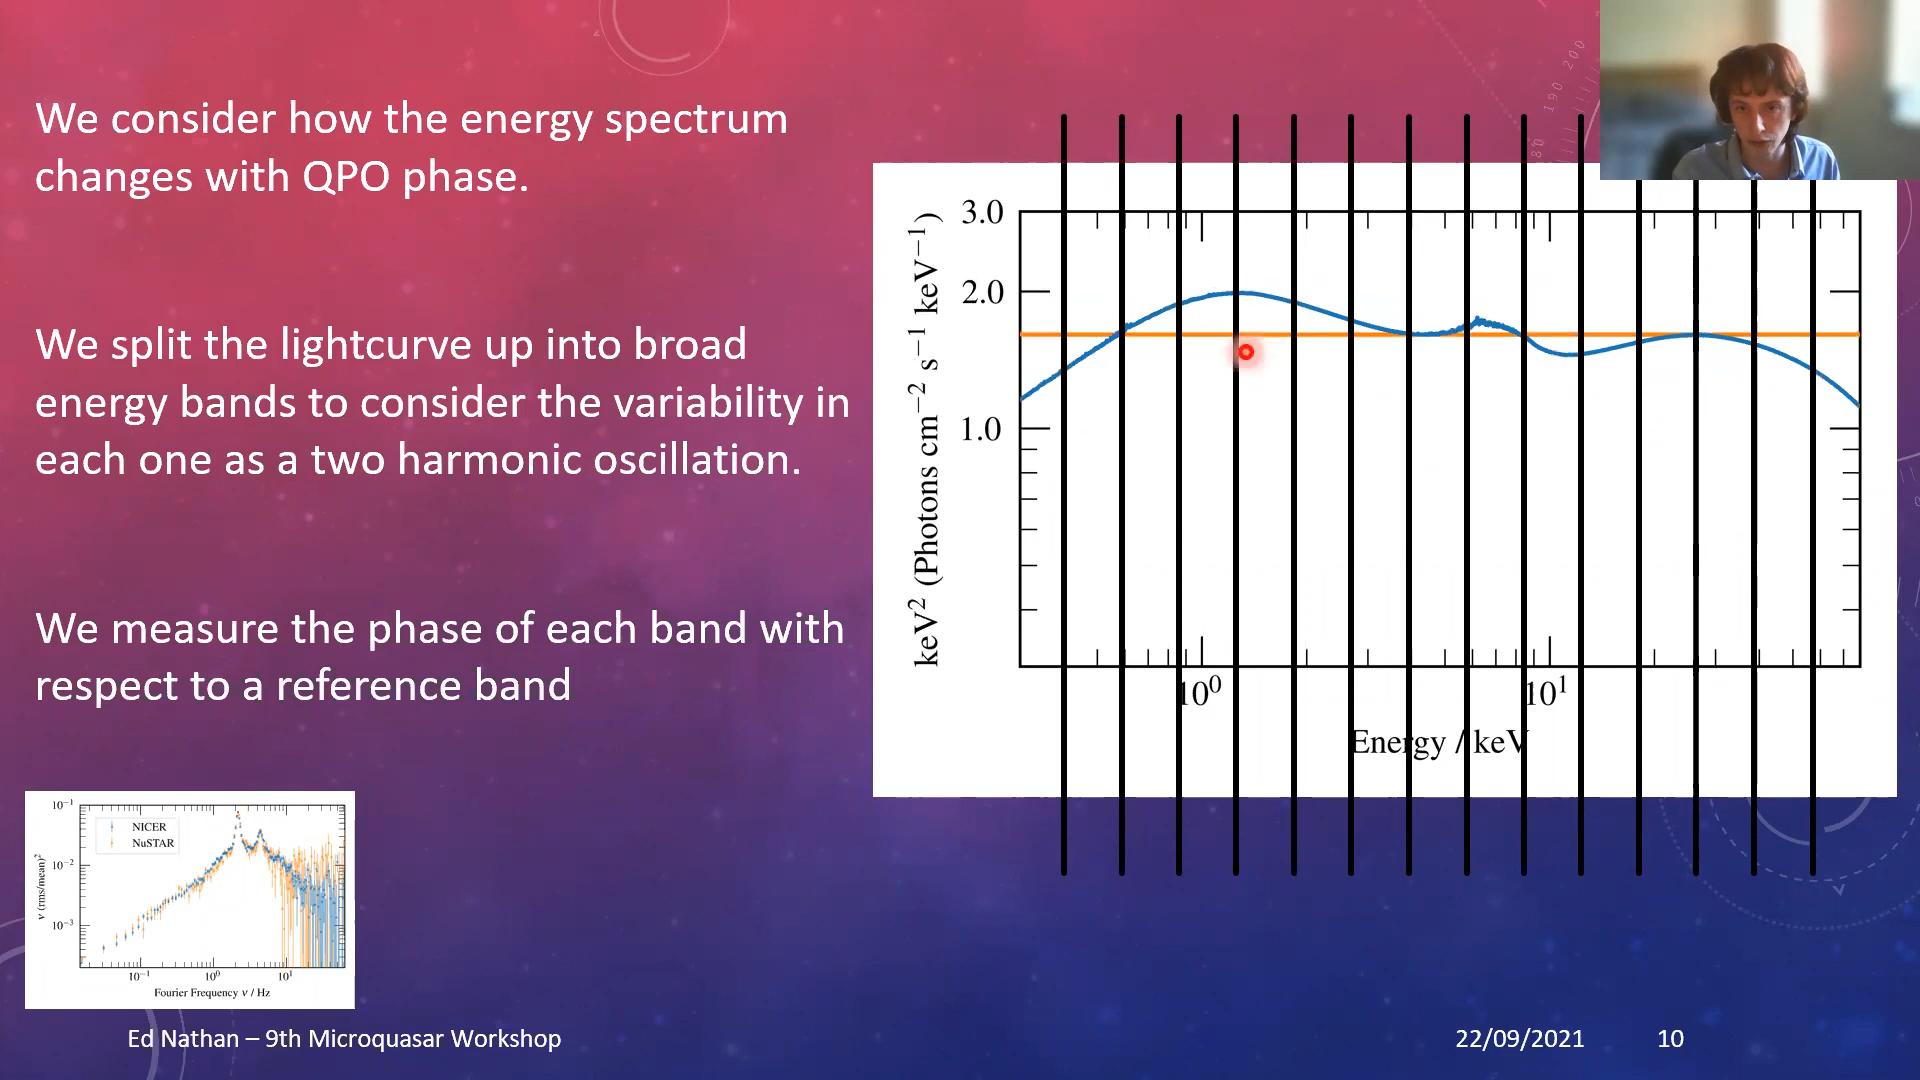 We consider how the energy spectrum
changes with QPO phase.
We split the lightcurve up into broad
energy bands to consider the variability in
each one as a two harmonic oscillation.
We measure the phase of each band with
respect to a reference band
keV² (Photons cm⁻² s⁻¹ keV⁻¹)
3.0
2.0
1.0
10⁰
10¹
Energy / keV
190
200
NICER
NuSTAR
ν (rms/mean)²
10⁻¹
10⁻²
10⁻³
10⁻¹
10⁰
10¹
Fourier Frequency ν / Hz
Ed Nathan – 9th Microquasar Workshop
22/09/2021
10